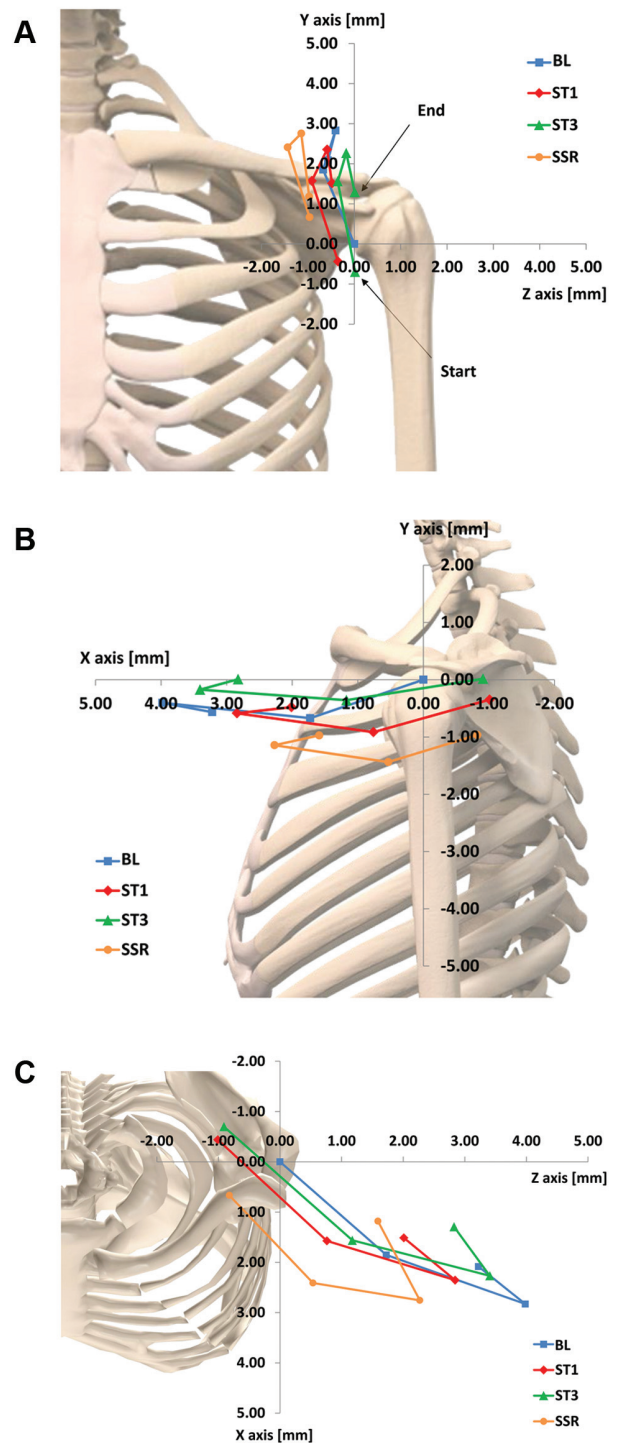 A
Y axis [mm]
5.00
4.00
3.00
2.00
1.00
0.00
-1.00
-2.00
-2.00 -1.00 0.00 1.00 2.00 3.00 4.00 5.00
Z axis [mm]
BL
ST1
ST3
SSR
End
Start
B
Y axis [mm]
2.00
1.00
0.00
-1.00
-2.00
-3.00
-4.00
-5.00
X axis [mm]
5.00 4.00 3.00 2.00 1.00 0.00 -1.00 -2.00
BL
ST1
ST3
SSR
C
-2.00
-1.00
0.00
1.00
2.00
3.00
4.00
5.00
-2.00 -1.00 0.00 1.00 2.00 3.00 4.00 5.00
Z axis [mm]
BL
ST1
ST3
SSR
X axis [mm]